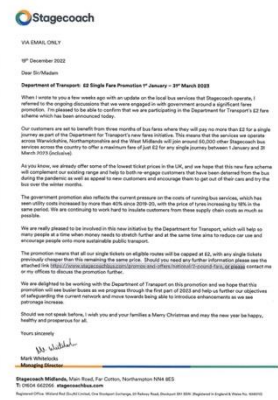 Stagecoach
VIA EMAIL ONLY
19th December 2022
Dear Sir/Madam
Department of Transport: £2 Single Fare Promotion 1st January – 31st March 2023
When I wrote to you a few weeks ago with an update on the local bus services that Stagecoach operate, I
referred to the ongoing discussions that we were engaged in with government around a significant fares
promotion. I'm pleased to be able to confirm that we are participating in the Department for Transport's £2 fare
scheme which has been announced today.
Our customers are set to benefit from three months of bus fares where they will pay no more than £2 for a single
journey as part of the Department for Transport's new fares initiative. This means that the services we operate
across Warwickshire, Northamptonshire and the West Midlands will join around 50,000 other Stagecoach bus
services across the country to offer a maximum fare of just £2 for any single journey between 1 January and 31
March 2023 (inclusive).
As you know, we already offer some of the lowest ticket prices in the UK, and we hope that this new fare scheme
will complement our existing range and help to both re-engage customers that have been deterred from the bus
during the pandemic as well as appeal to new customers and encourage them to get out of their cars and try the
bus over the winter months.
The government promotion also reflects the current pressure on the costs of running bus services, which has
seen utility costs increased by more than 40% since 2019-20, with the price of tyres increasing by 16% in the
same period. We are continuing to work hard to insulate customers from these supply chain costs as much as
possible.
We are really pleased to be involved in this new initiative by the Department for Transport, which will help so
many people at a time when money needs to stretch further and at the same time aims to reduce car use and
encourage people onto more sustainable public transport.
The promotion means that all our single tickets on eligible routes will be capped at £2, with any single tickets
previously cheaper than this remaining the same price. Should you need any further information please see the
attached link https://www.stagecoachbus.com/promos-and-offers/national-2-pound-fare, or please contact me
or my offices to discuss the promotion further.
We are delighted to be working with the Department of Transport on this promotion and we hope that this
promotion will see busier buses as we progress through the first part of 2023 and help us further our objectives
of safeguarding current network and move towards being able to introduce enhancements as we see
patronage increase.
Should we not speak before, I wish you and your families a Merry Christmas and may the new year be happy,
healthy and prosperous for all.
Yours sincerely
Mark Whitelocks
Managing Director
Stagecoach Midlands, Main Road, Far Cotton, Northampton NN4 8ES
stagecoachbus.com